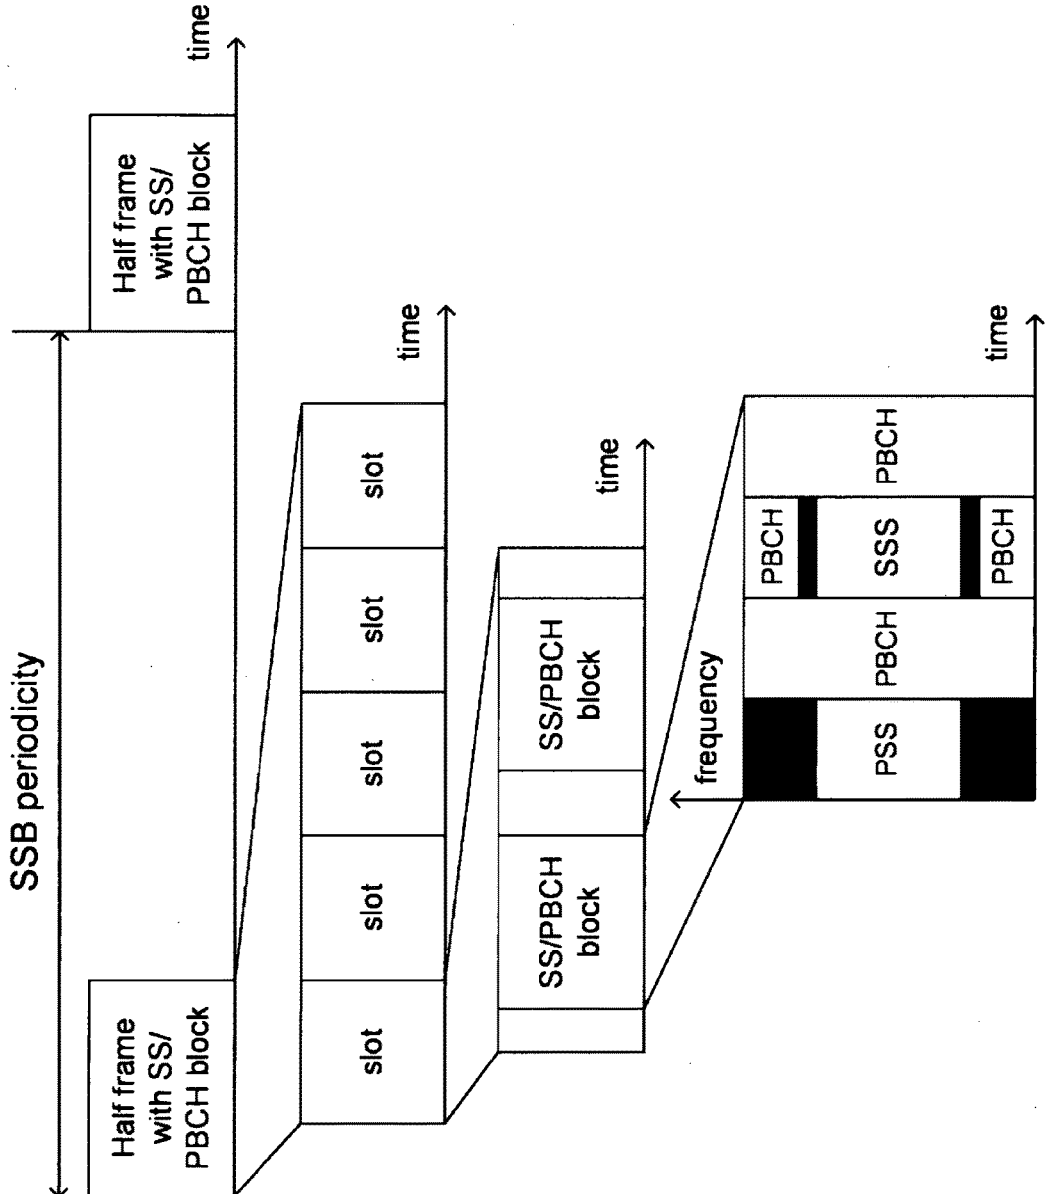 SSB periodicity
Half frame
with SS/
PBCH block
Half frame
with SS/
PBCH block
time
slot
slot
slot
slot
slot
time
SS/PBCH
block
SS/PBCH
block
time
frequency
PSS
PBCH
PBCH
SSS
PBCH
PBCH
time